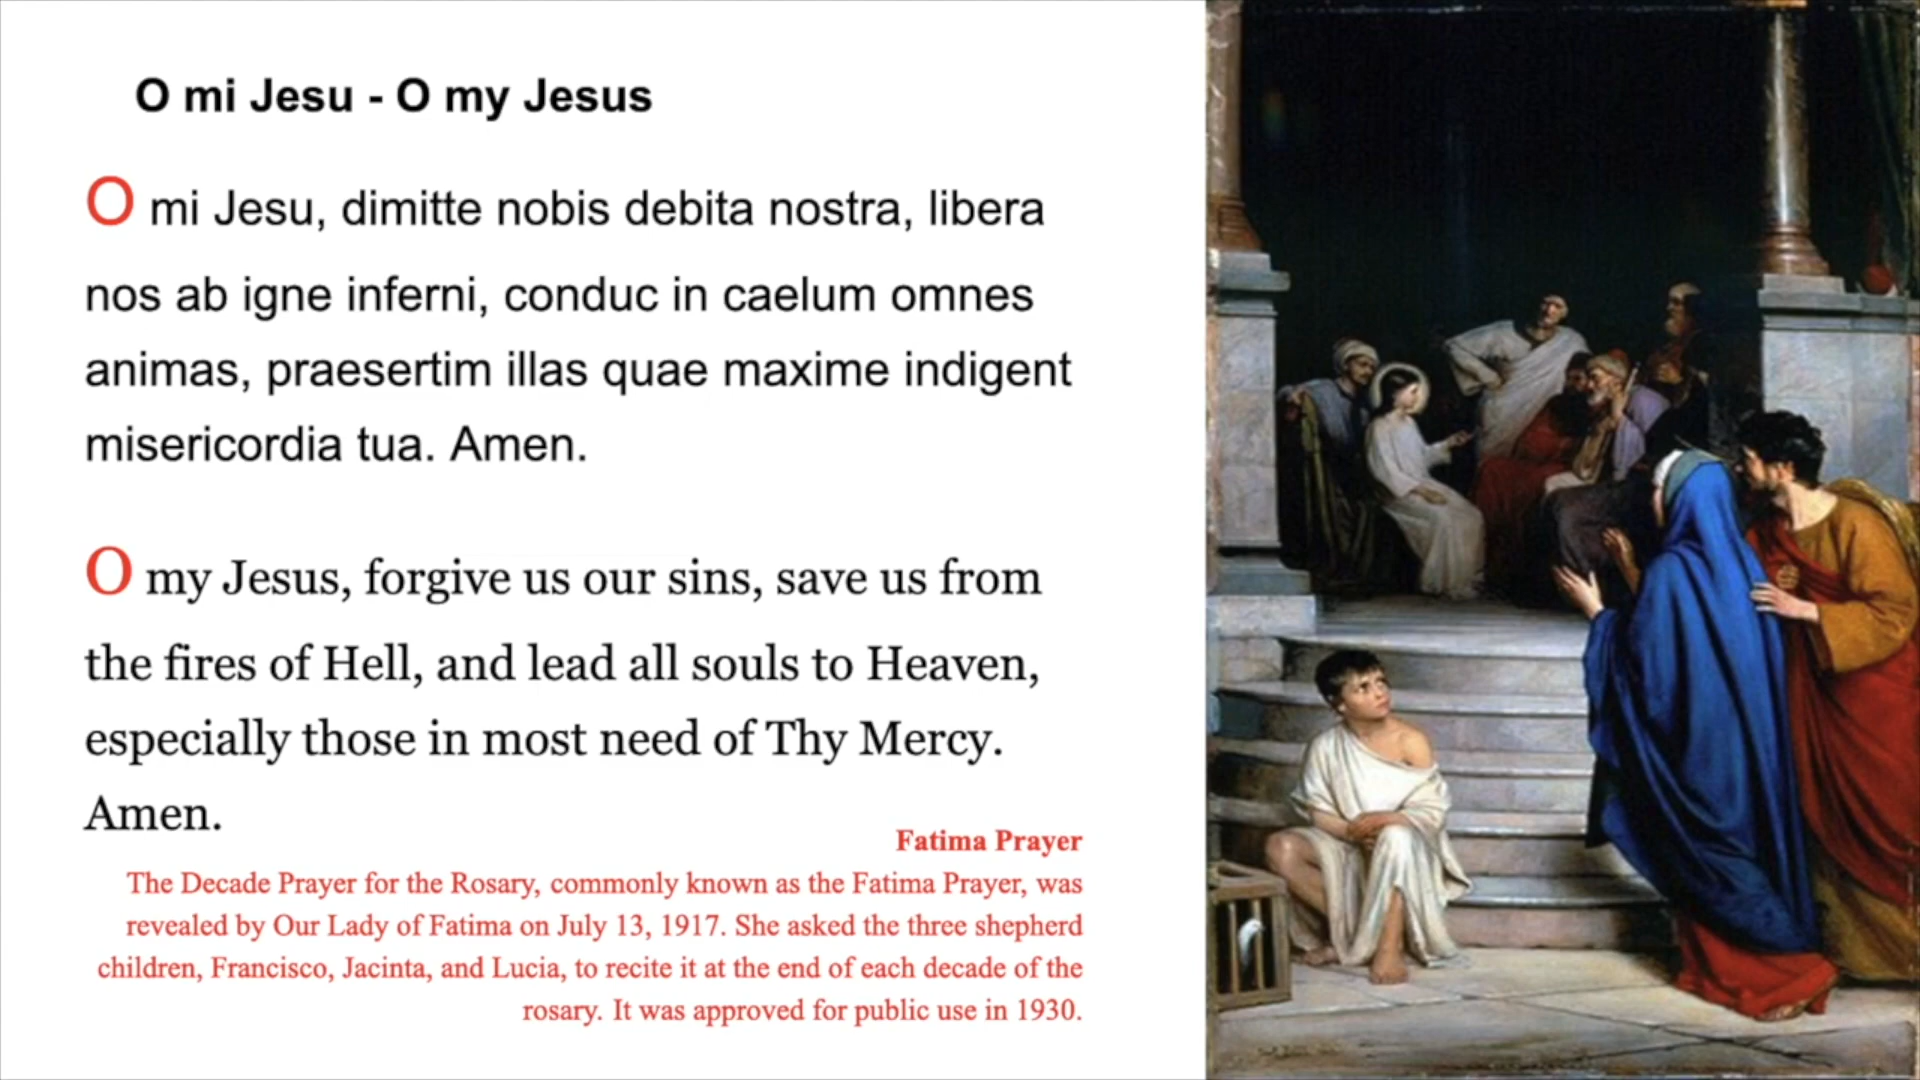 O mi Jesu - O my Jesus
O mi Jesu, dimitte nobis debita nostra, libera
nos ab igne inferni, conduc in caelum omnes
animas, praesertim illas quae maxime indigent
misericordia tua. Amen.
O my Jesus, forgive us our sins, save us from
the fires of Hell, and lead all souls to Heaven,
especially those in most need of Thy Mercy.
Amen.
Fatima Prayer
The Decade Prayer for the Rosary, commonly known as the Fatima Prayer, was
revealed by Our Lady of Fatima on July 13, 1917. She asked the three shepherd
children, Francisco, Jacinta, and Lucia, to recite it at the end of each decade of the
rosary. It was approved for public use in 1930.